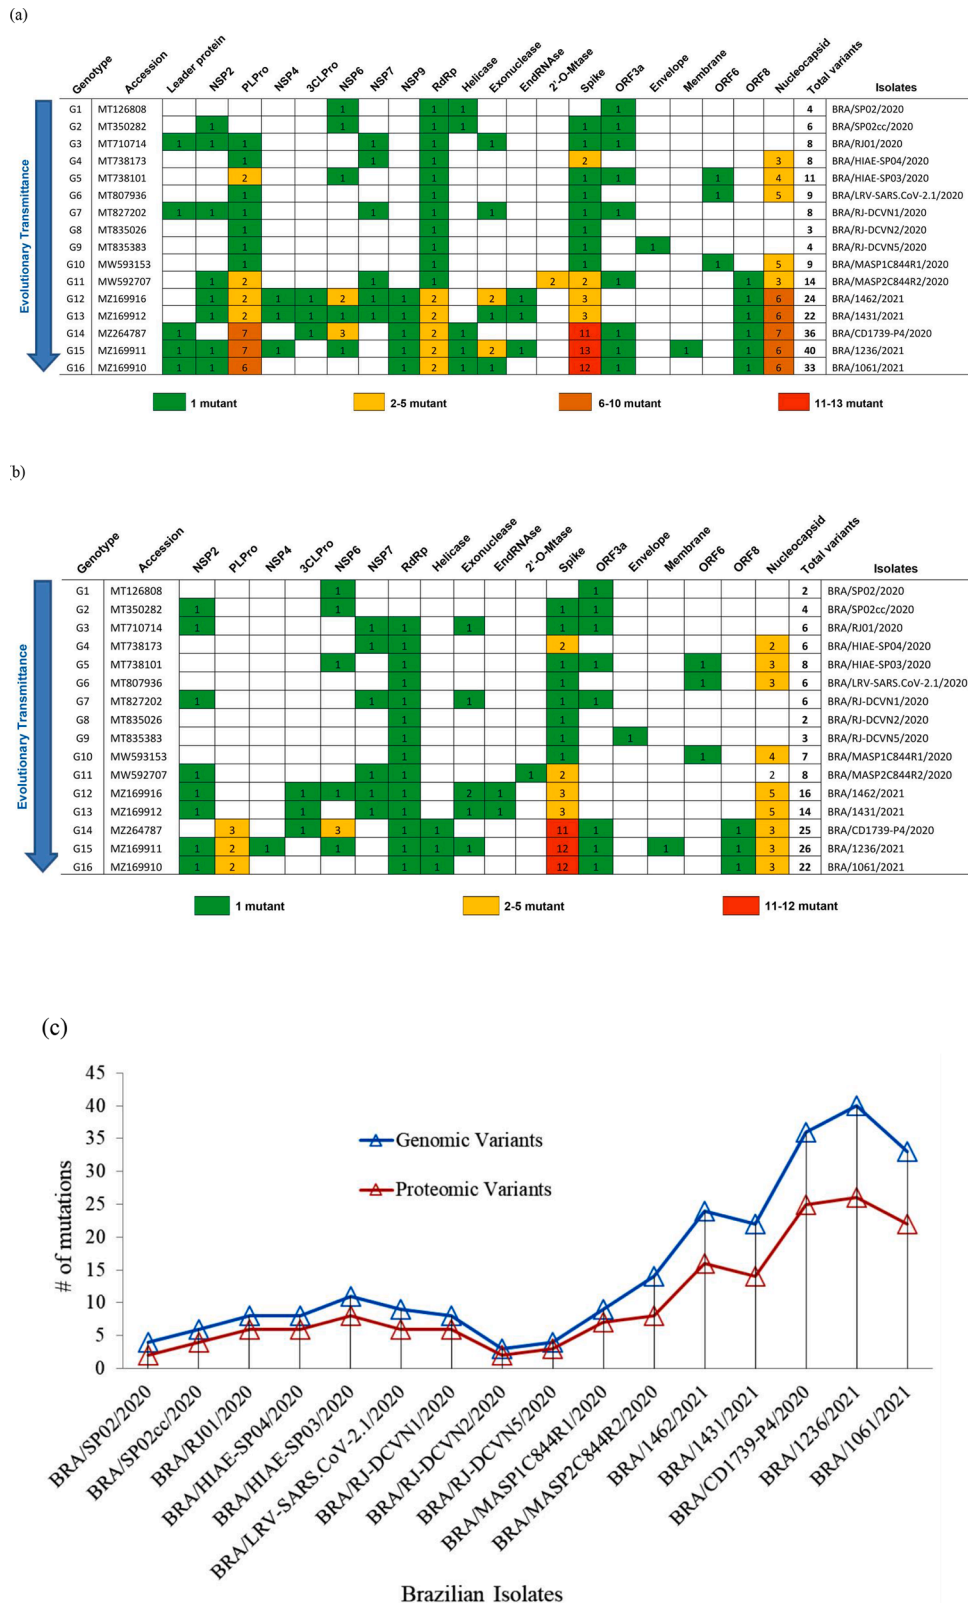 (a)
Genotype Accession Leader protein NSP2 PLPro NSP4 3CLPro NSP6 NSP7 NSP9 RdRp Helicase Exonuclease EndRNAse 2'-O-Mtase Spike ORF3a Envelope Membrane ORF6 ORF8 Nucleocapsid Total variants Isolates
Evolutionary Transmittance
G1 MT126808 1 1 1 1 4 BRA/SP02/2020
G2 MT350282 1 1 1 1 1 1 6 BRA/SP02cc/2020
G3 MT710714 1 1 1 1 1 1 1 1 8 BRA/RJ01/2020
G4 MT738173 1 1 1 2 3 8 BRA/HIAE-SP04/2020
G5 MT738101 2 1 1 1 1 1 4 11 BRA/HIAE-SP03/2020
G6 MT807936 1 1 1 1 5 9 BRA/LRV-SARS.CoV-2.1/2020
G7 MT827202 1 1 1 1 1 1 1 1 8 BRA/RJ-DCVN1/2020
G8 MT835026 1 1 1 3 BRA/RJ-DCVN2/2020
G9 MT835383 1 1 1 1 4 BRA/RJ-DCVN5/2020
G10 MW593153 1 1 1 1 5 9 BRA/MASP1C844R1/2020
G11 MW592707 1 2 1 1 2 2 1 1 3 14 BRA/MASP2C844R2/2020
G12 MZ169916 1 2 1 1 2 1 1 2 2 1 3 1 6 24 BRA/1462/2021
G13 MZ169912 1 2 1 1 1 1 1 2 1 1 3 1 6 22 BRA/1431/2021
G14 MZ264787 1 7 1 3 1 2 1 11 1 1 7 36 BRA/CD1739-P4/2020
G15 MZ169911 1 1 7 1 1 1 2 1 2 1 13 1 1 1 6 40 BRA/1236/2021
G16 MZ169910 1 1 6 1 2 1 1 12 1 1 6 33 BRA/1061/2021
1 mutant 2-5 mutant 6-10 mutant 11-13 mutant
b)
Genotype Accession NSP2 PLPro NSP4 3CLPro NSP6 NSP7 RdRp Helicase Exonuclease EndRNAse 2'-O-Mtase Spike ORF3a Envelope Membrane ORF6 ORF8 Nucleocapsid Total variants Isolates
Evolutionary Transmittance
G1 MT126808 1 1 2 BRA/SP02/2020
G2 MT350282 1 1 1 1 4 BRA/SP02cc/2020
G3 MT710714 1 1 1 1 1 1 6 BRA/RJ01/2020
G4 MT738173 1 1 2 2 6 BRA/HIAE-SP04/2020
G5 MT738101 1 1 1 1 1 3 8 BRA/HIAE-SP03/2020
G6 MT807936 1 1 1 3 6 BRA/LRV-SARS.CoV-2.1/2020
G7 MT827202 1 1 1 1 1 1 6 BRA/RJ-DCVN1/2020
G8 MT835026 1 1 2 BRA/RJ-DCVN2/2020
G9 MT835383 1 1 1 3 BRA/RJ-DCVN5/2020
G10 MW593153 1 1 1 4 7 BRA/MASP1C844R1/2020
G11 MW592707 1 1 1 1 2 2 8 BRA/MASP2C844R2/2020
G12 MZ169916 1 1 1 1 1 2 1 3 5 16 BRA/1462/2021
G13 MZ169912 1 1 1 1 1 1 3 5 14 BRA/1431/2021
G14 MZ264787 3 1 3 1 1 11 1 1 3 25 BRA/CD1739-P4/2020
G15 MZ169911 1 2 1 1 1 1 1 1 12 1 1 1 3 26 BRA/1236/2021
G16 MZ169910 1 2 1 1 12 1 1 3 22 BRA/1061/2021
1 mutant 2-5 mutant 11-12 mutant
(c)
# of mutations
45
40
35
30
25
20
15
10
5
0
Genomic Variants
Proteomic Variants
BRA/SP02/2020
BRA/SP02cc/2020
BRA/RJ01/2020
BRA/HIAE-SP04/2020
BRA/HIAE-SP03/2020
BRA/LRV-SARS.CoV-2.1/2020
BRA/RJ-DCVN1/2020
BRA/RJ-DCVN2/2020
BRA/RJ-DCVN5/2020
BRA/MASP1C844R1/2020
BRA/MASP2C844R2/2020
BRA/1462/2021
BRA/1431/2021
BRA/CD1739-P4/2020
BRA/1236/2021
BRA/1061/2021
Brazilian Isolates